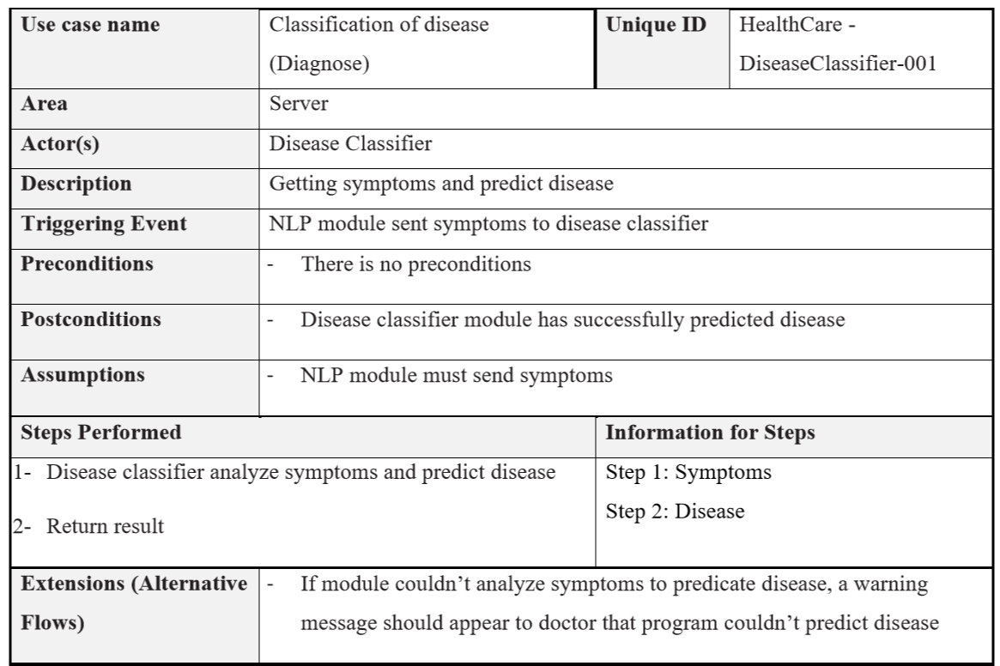 Use case name
Classification of disease
(Diagnose)
Unique ID
HealthCare -
DiseaseClassifier-001
Area
Server
Actor(s)
Disease Classifier
Description
Getting symptoms and predict disease
Triggering Event
NLP module sent symptoms to disease classifier
Preconditions
- There is no preconditions
Postconditions
- Disease classifier module has successfully predicted disease
Assumptions
- NLP module must send symptoms
Steps Performed
Information for Steps
1- Disease classifier analyze symptoms and predict disease
2- Return result
Step 1: Symptoms
Step 2: Disease
Extensions (Alternative
Flows)
- If module couldn’t analyze symptoms to predicate disease, a warning
message should appear to doctor that program couldn’t predict disease